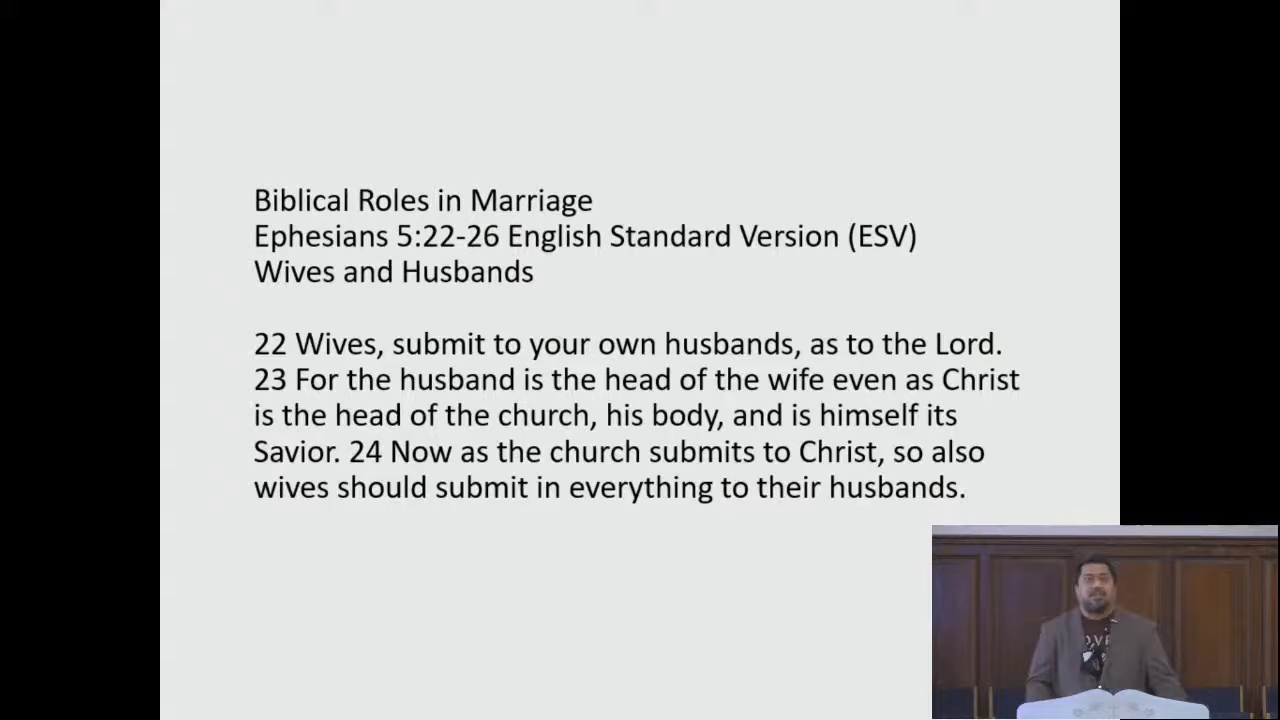 Biblical Roles in Marriage
Ephesians 5:22-26 English Standard Version (ESV)
Wives and Husbands
22 Wives, submit to your own husbands, as to the Lord.
23 For the husband is the head of the wife even as Christ
is the head of the church, his body, and is himself its
Savior. 24 Now as the church submits to Christ, so also
wives should submit in everything to their husbands.